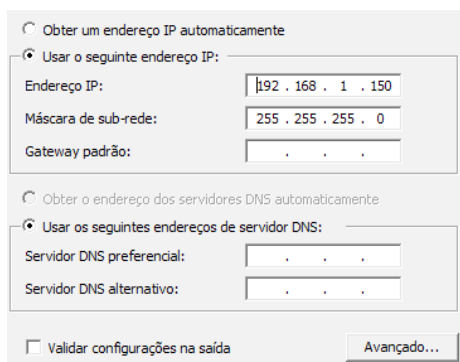 Obter um endereço IP automaticamente
Usar o seguinte endereço IP:
Endereço IP: 192 . 168 . 1 . 150
Máscara de sub-rede: 255 . 255 . 255 . 0
Gateway padrão: . . .
Obter o endereço dos servidores DNS automaticamente
Usar os seguintes endereços de servidor DNS:
Servidor DNS preferencial: . . .
Servidor DNS alternativo: . . .
Validar configurações na saída Avançado...